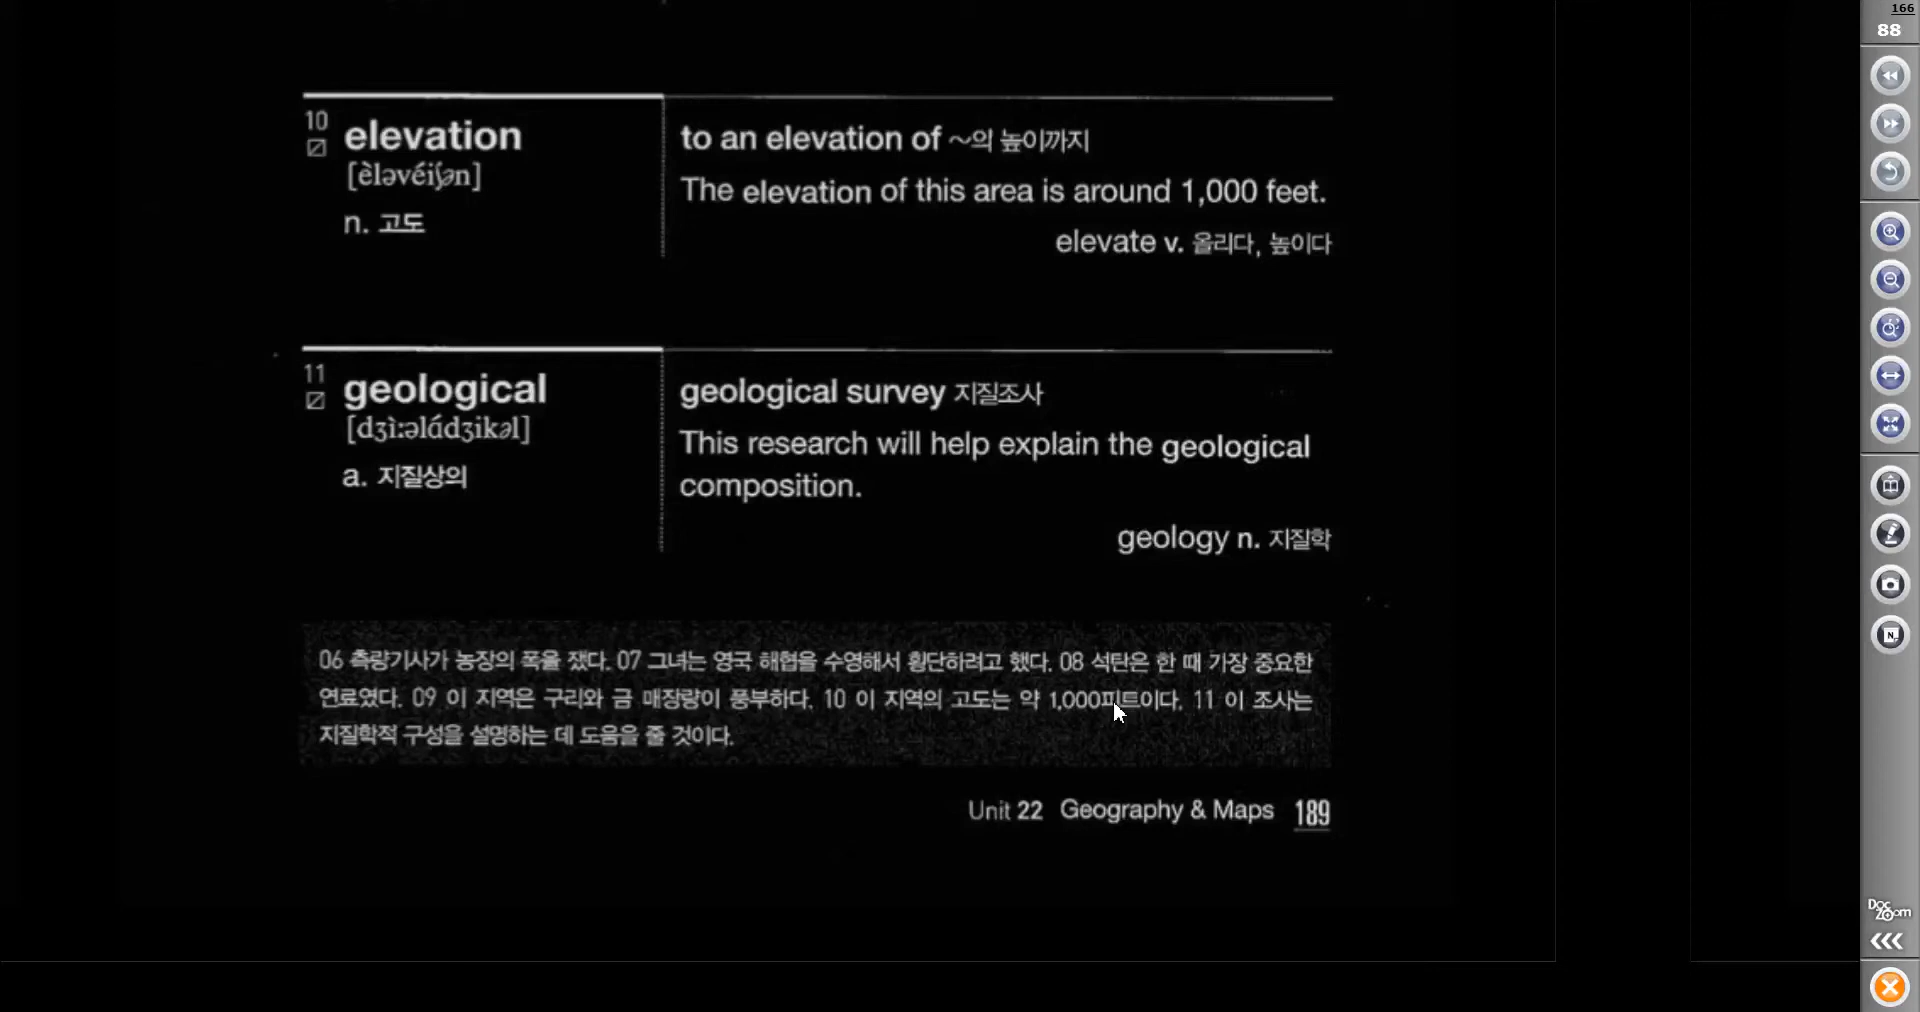 166
88
10
elevation
to an elevation of ~의 높이까지
[èləvéiʃən]
The elevation of this area is around 1,000 feet.
n. 고도
elevate v. 올리다, 높이다
11
geological
geological survey 지질조사
[dʒì:əládʒikəl]
This research will help explain the geological
composition.
a. 지질상의
geology n. 지질학
06 측량기사가 농장의 폭을 쟀다. 07 그녀는 영국 해협을 수영해서 횡단하려고 했다. 08 석탄은 한 때 가장 중요한
연료였다. 09 이 지역은 구리와 금 매장량이 풍부하다. 10 이 지역의 고도는 약 1,000피트이다. 11 이 조사는
지질학적 구성을 설명하는 데 도움을 줄 것이다.
Unit 22 Geography & Maps 189
Doc
Zoom